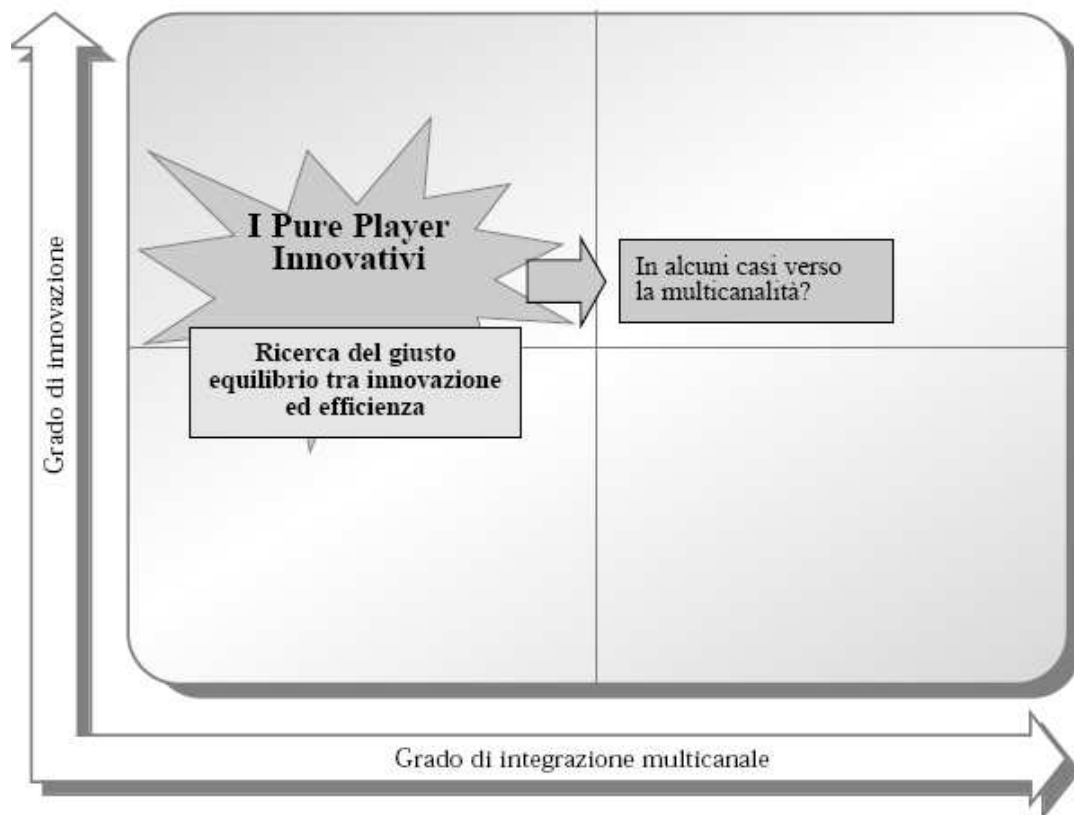 Grado di innovazione
I Pure Player
Innovativi
In alcuni casi verso
la multicanalità?
Ricerca del giusto
equilibrio tra innovazione
ed efficienza
Grado di integrazione multicanale